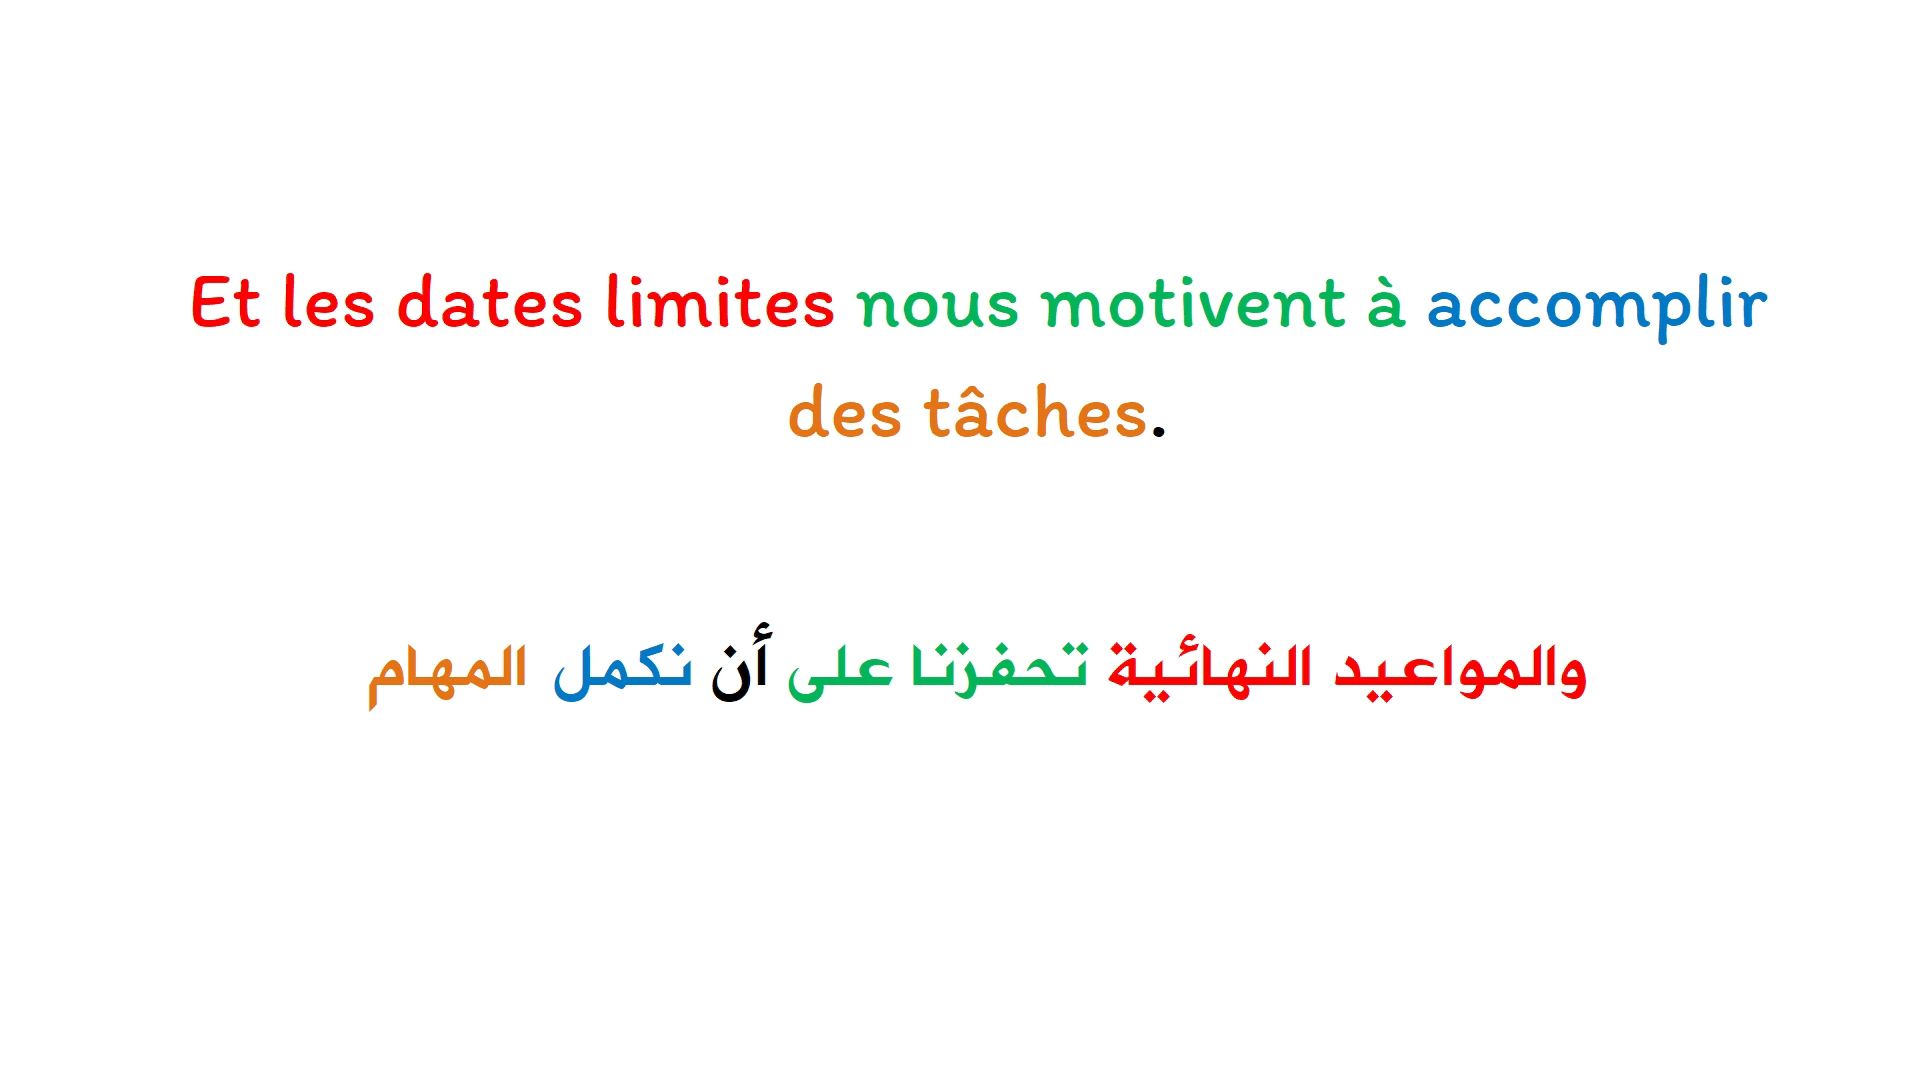 Et les dates limites nous motivent à accomplir
des tâches.
والمواعيد النهائية تحفزنا على أن نكمل المهام